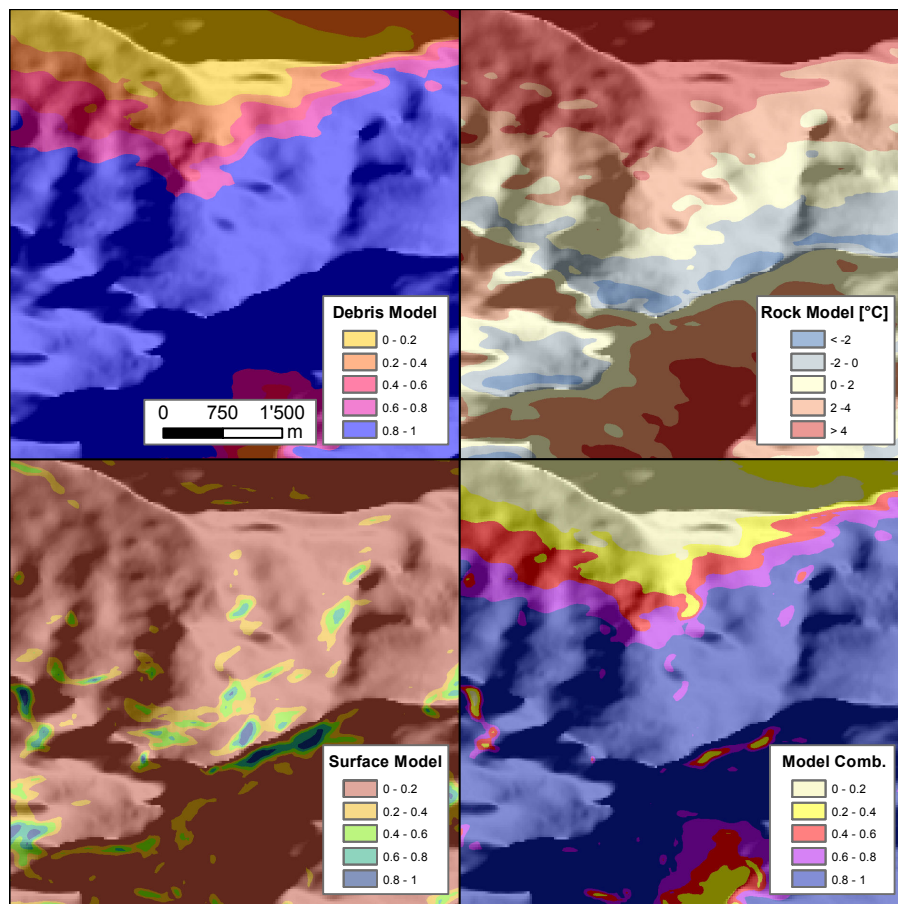 Debris Model
0 - 0.2
0.2 - 0.4
0.4 - 0.6
0.6 - 0.8
0.8 - 1
0 750 1'500
m
Rock Model [°C]
< -2
-2 - 0
0 - 2
2 -4
> 4
Surface Model
0 - 0.2
0.2 - 0.4
0.4 - 0.6
0.6 - 0.8
0.8 - 1
Model Comb.
0 - 0.2
0.2 - 0.4
0.4 - 0.6
0.6 - 0.8
0.8 - 1